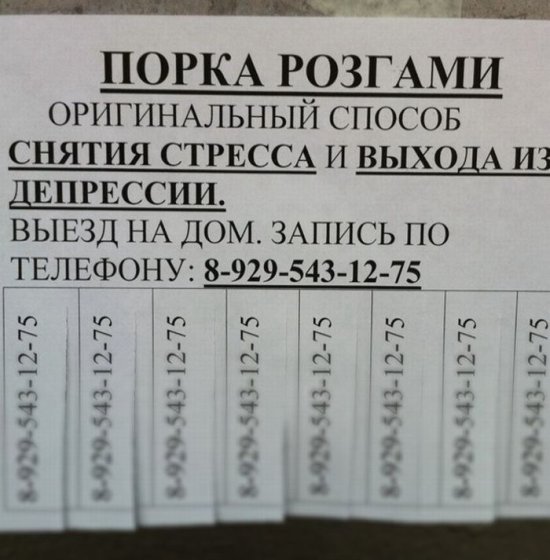 ПОРКА РОЗГАМИ
ОРИГИНАЛЬНЫЙ СПОСОБ
СНЯТИЯ СТРЕССА И ВЫХОДА ИЗ
ДЕПРЕССИИ.
ВЫЕЗД НА ДОМ. ЗАПИСЬ ПО
ТЕЛЕФОНУ: 8-929-543-12-75
8-929-543-12-75
8-929-543-12-75
8-929-543-12-75
8-929-543-12-75
8-929-543-12-75
8-929-543-12-75
8-929-543-12-75
8-929-543-12-75